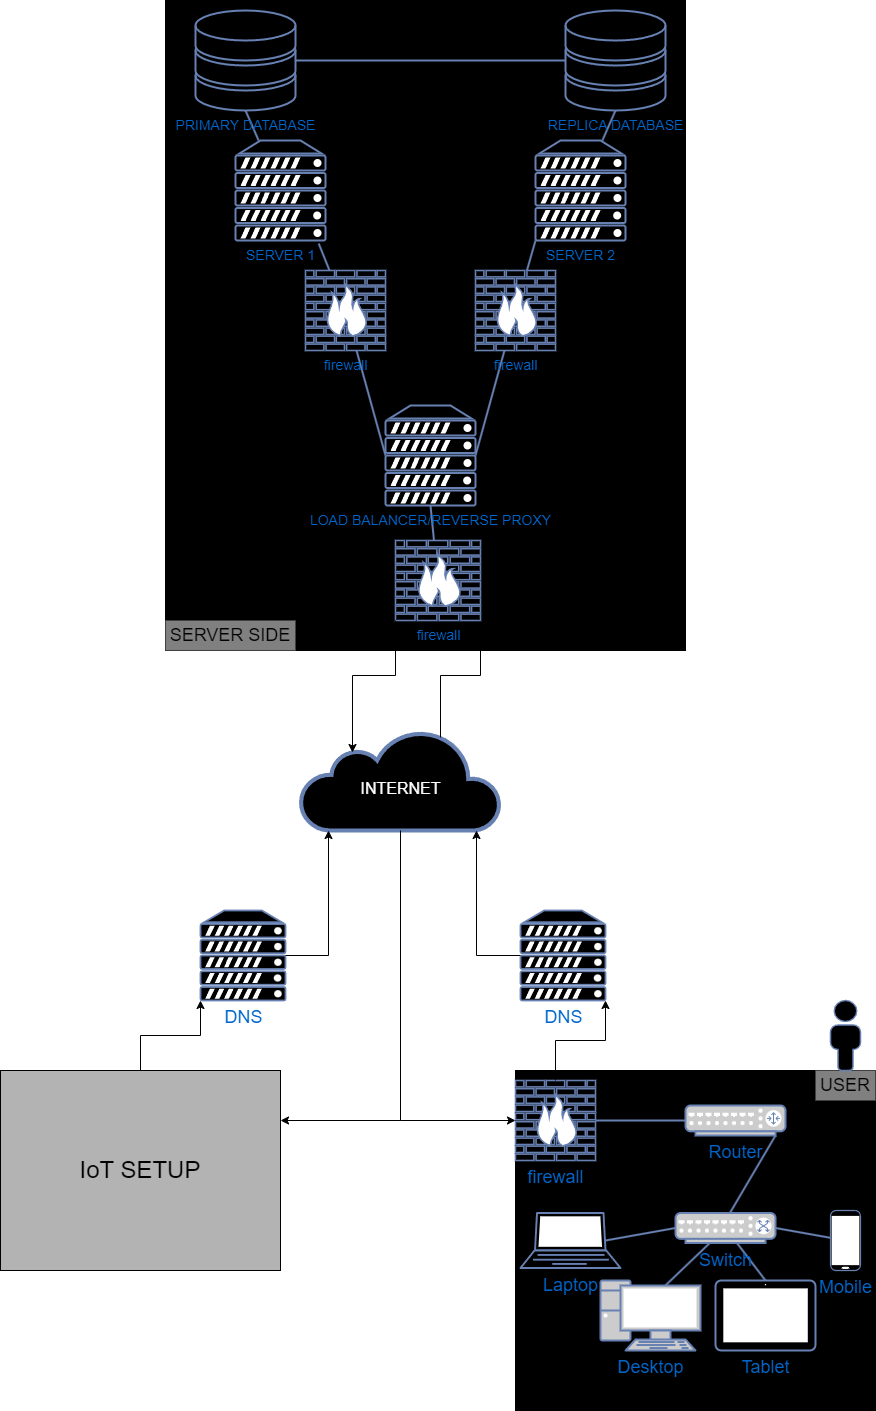 PRIMARY DATABASE
REPLICA DATABASE
SERVER 1
SERVER 2
firewall
firewall
LOAD BALANCER/REVERSE PROXY
firewall
SERVER SIDE
INTERNET
DNS
DNS
USER
IoT SETUP
firewall
Router
Switch
Laptop
Mobile
Desktop
Tablet